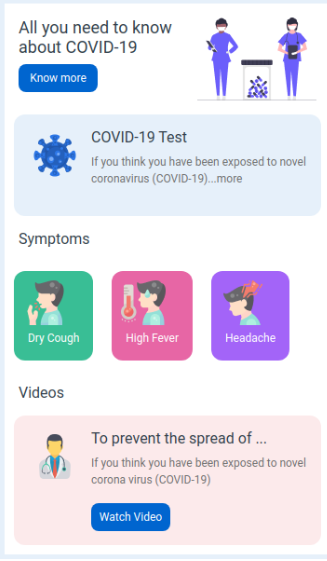 All you need to know
about COVID-19
Know more
COVID-19 Test
If you think you have been exposed to novel
coronavirus (COVID-19)...more
Symptoms
Dry Cough
High Fever
Headache
Videos
To prevent the spread of ...
If you think you have been exposed to novel
corona virus (COVID-19)
Watch Video